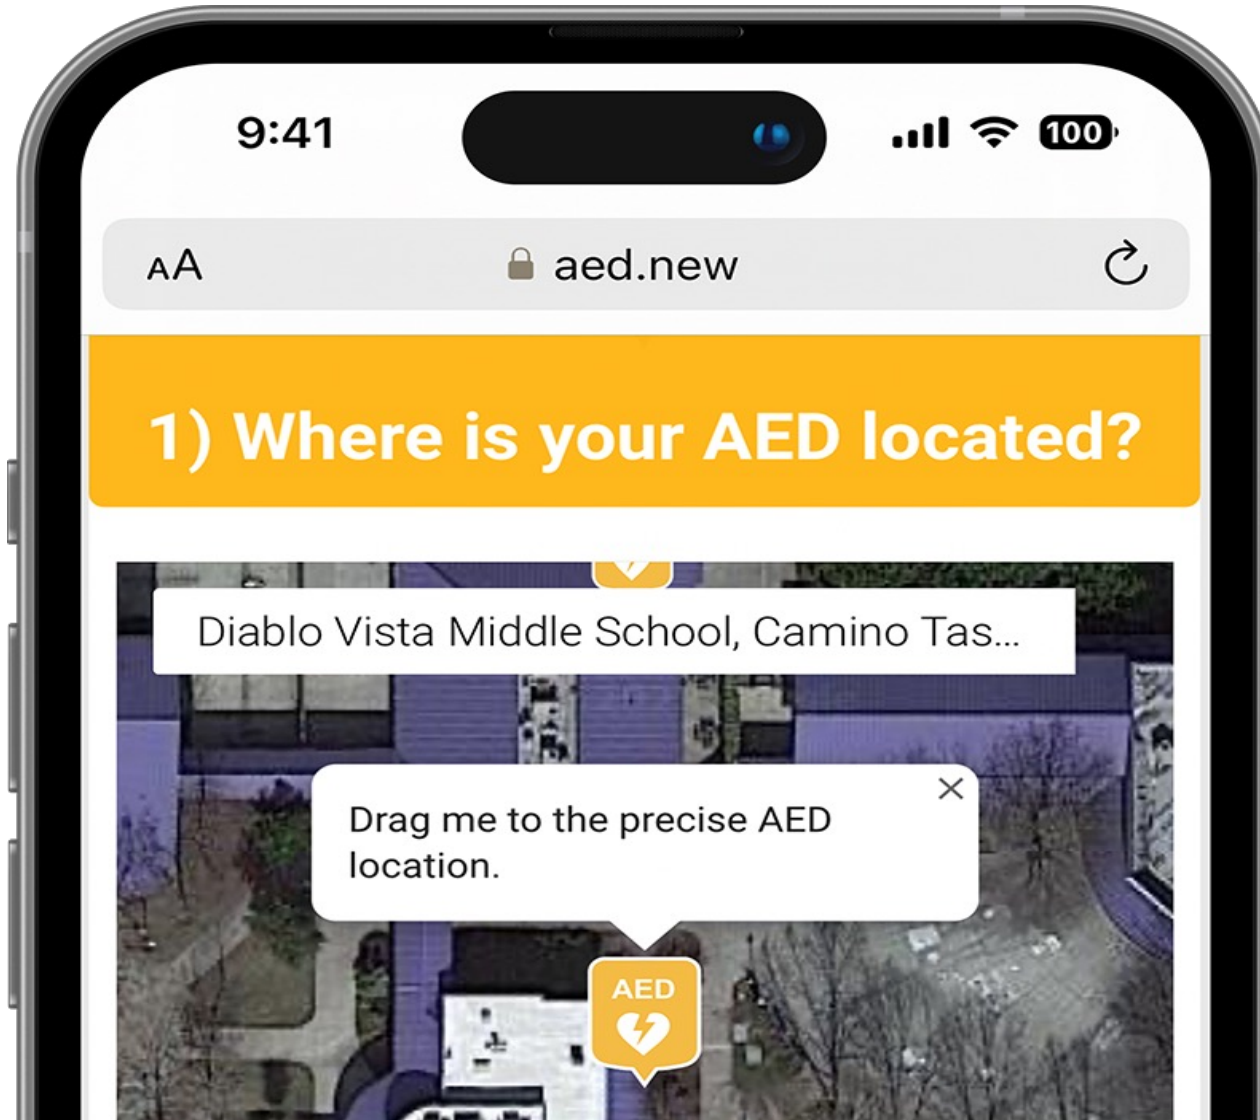 9:41
100
AA
aed.new
1) Where is your AED located?
Diablo Vista Middle School, Camino Tas...
Drag me to the precise AED
location.
AED